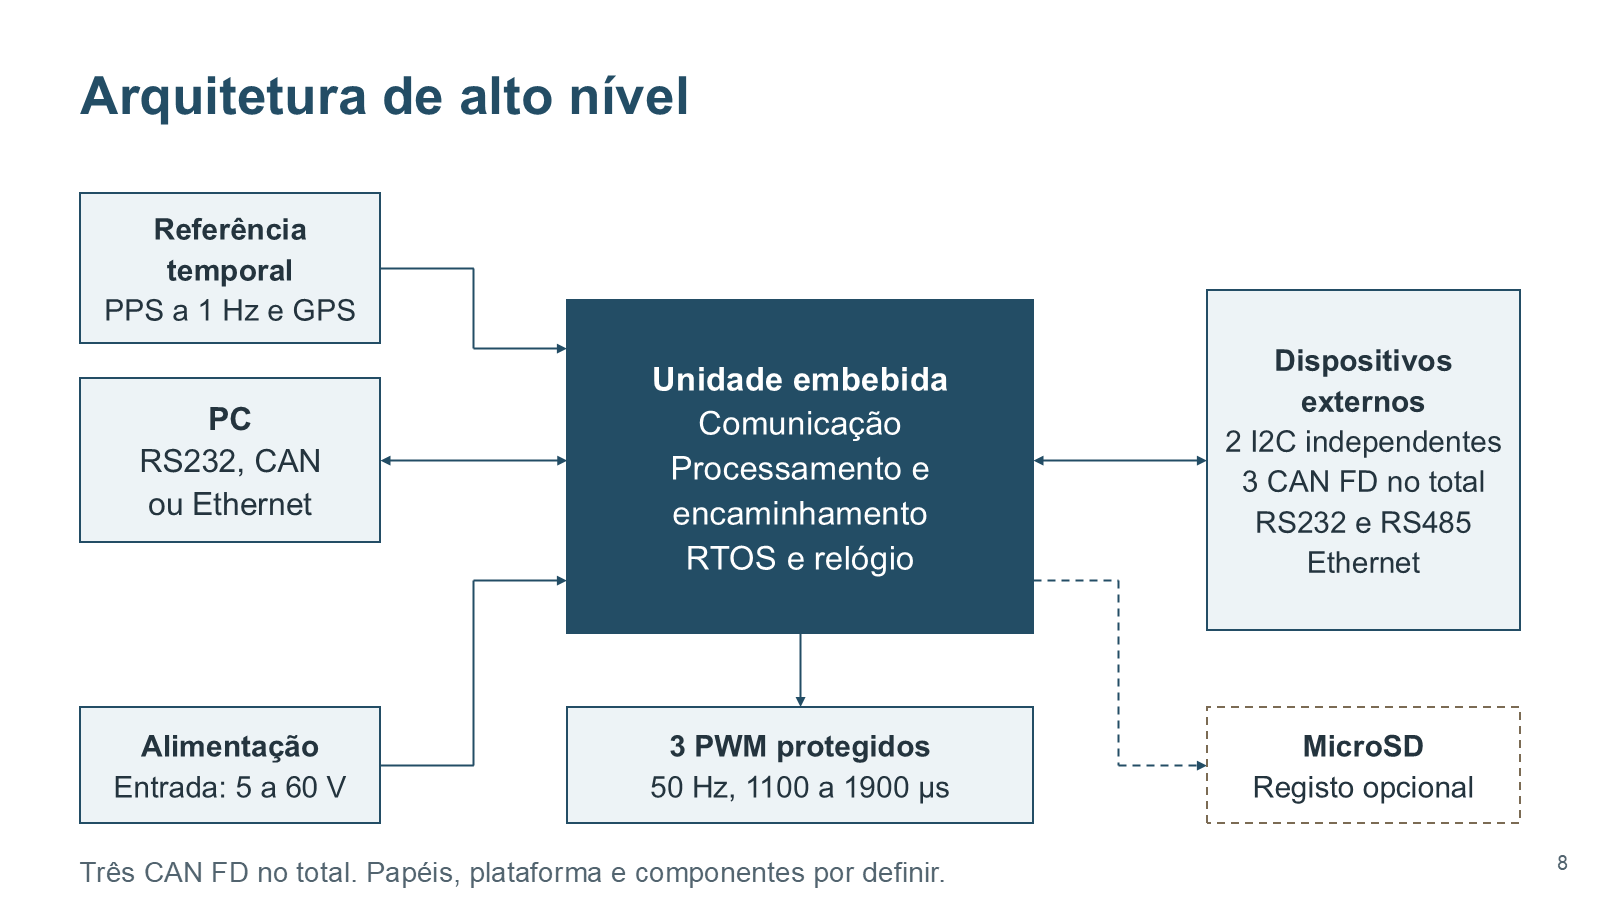 Arquitetura de alto nível
Referência
temporal
PPS a 1 Hz e GPS
PC
RS232, CAN
ou Ethernet
Alimentação
Entrada: 5 a 60 V
Unidade embebida
Comunicação
Processamento e
encaminhamento
RTOS e relógio
3 PWM protegidos
50 Hz, 1100 a 1900 µs
Dispositivos
externos
2 I2C independentes
3 CAN FD no total
RS232 e RS485
Ethernet
MicroSD
Registo opcional
Três CAN FD no total. Papéis, plataforma e componentes por definir.
8